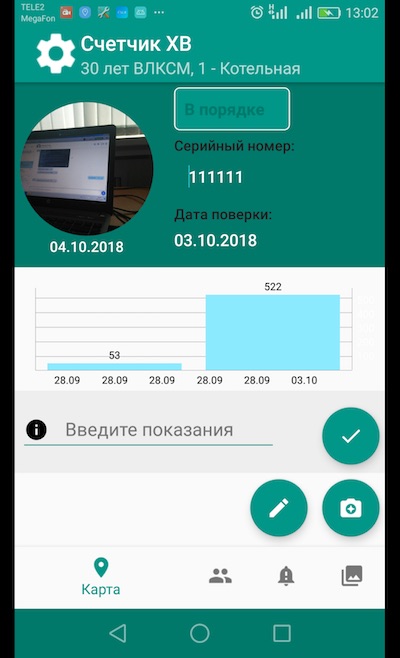 TELE2
MegaFon
13:02
Счетчик ХВ
30 лет ВЛКСМ, 1 - Котельная
В порядке
Серийный номер:
111111
Дата поверки:
04.10.2018
03.10.2018
522
53
28.09 28.09 28.09 28.09 28.09 03.10
Введите показания
Карта